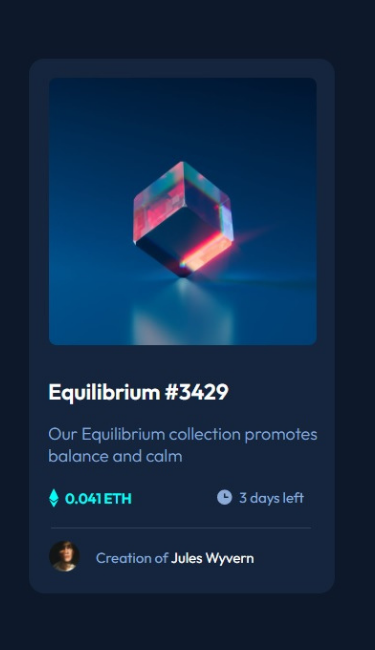 Equilibrium #3429
Our Equilibrium collection promotes
balance and calm
0.041 ETH
3 days left
Creation of Jules Wyvern